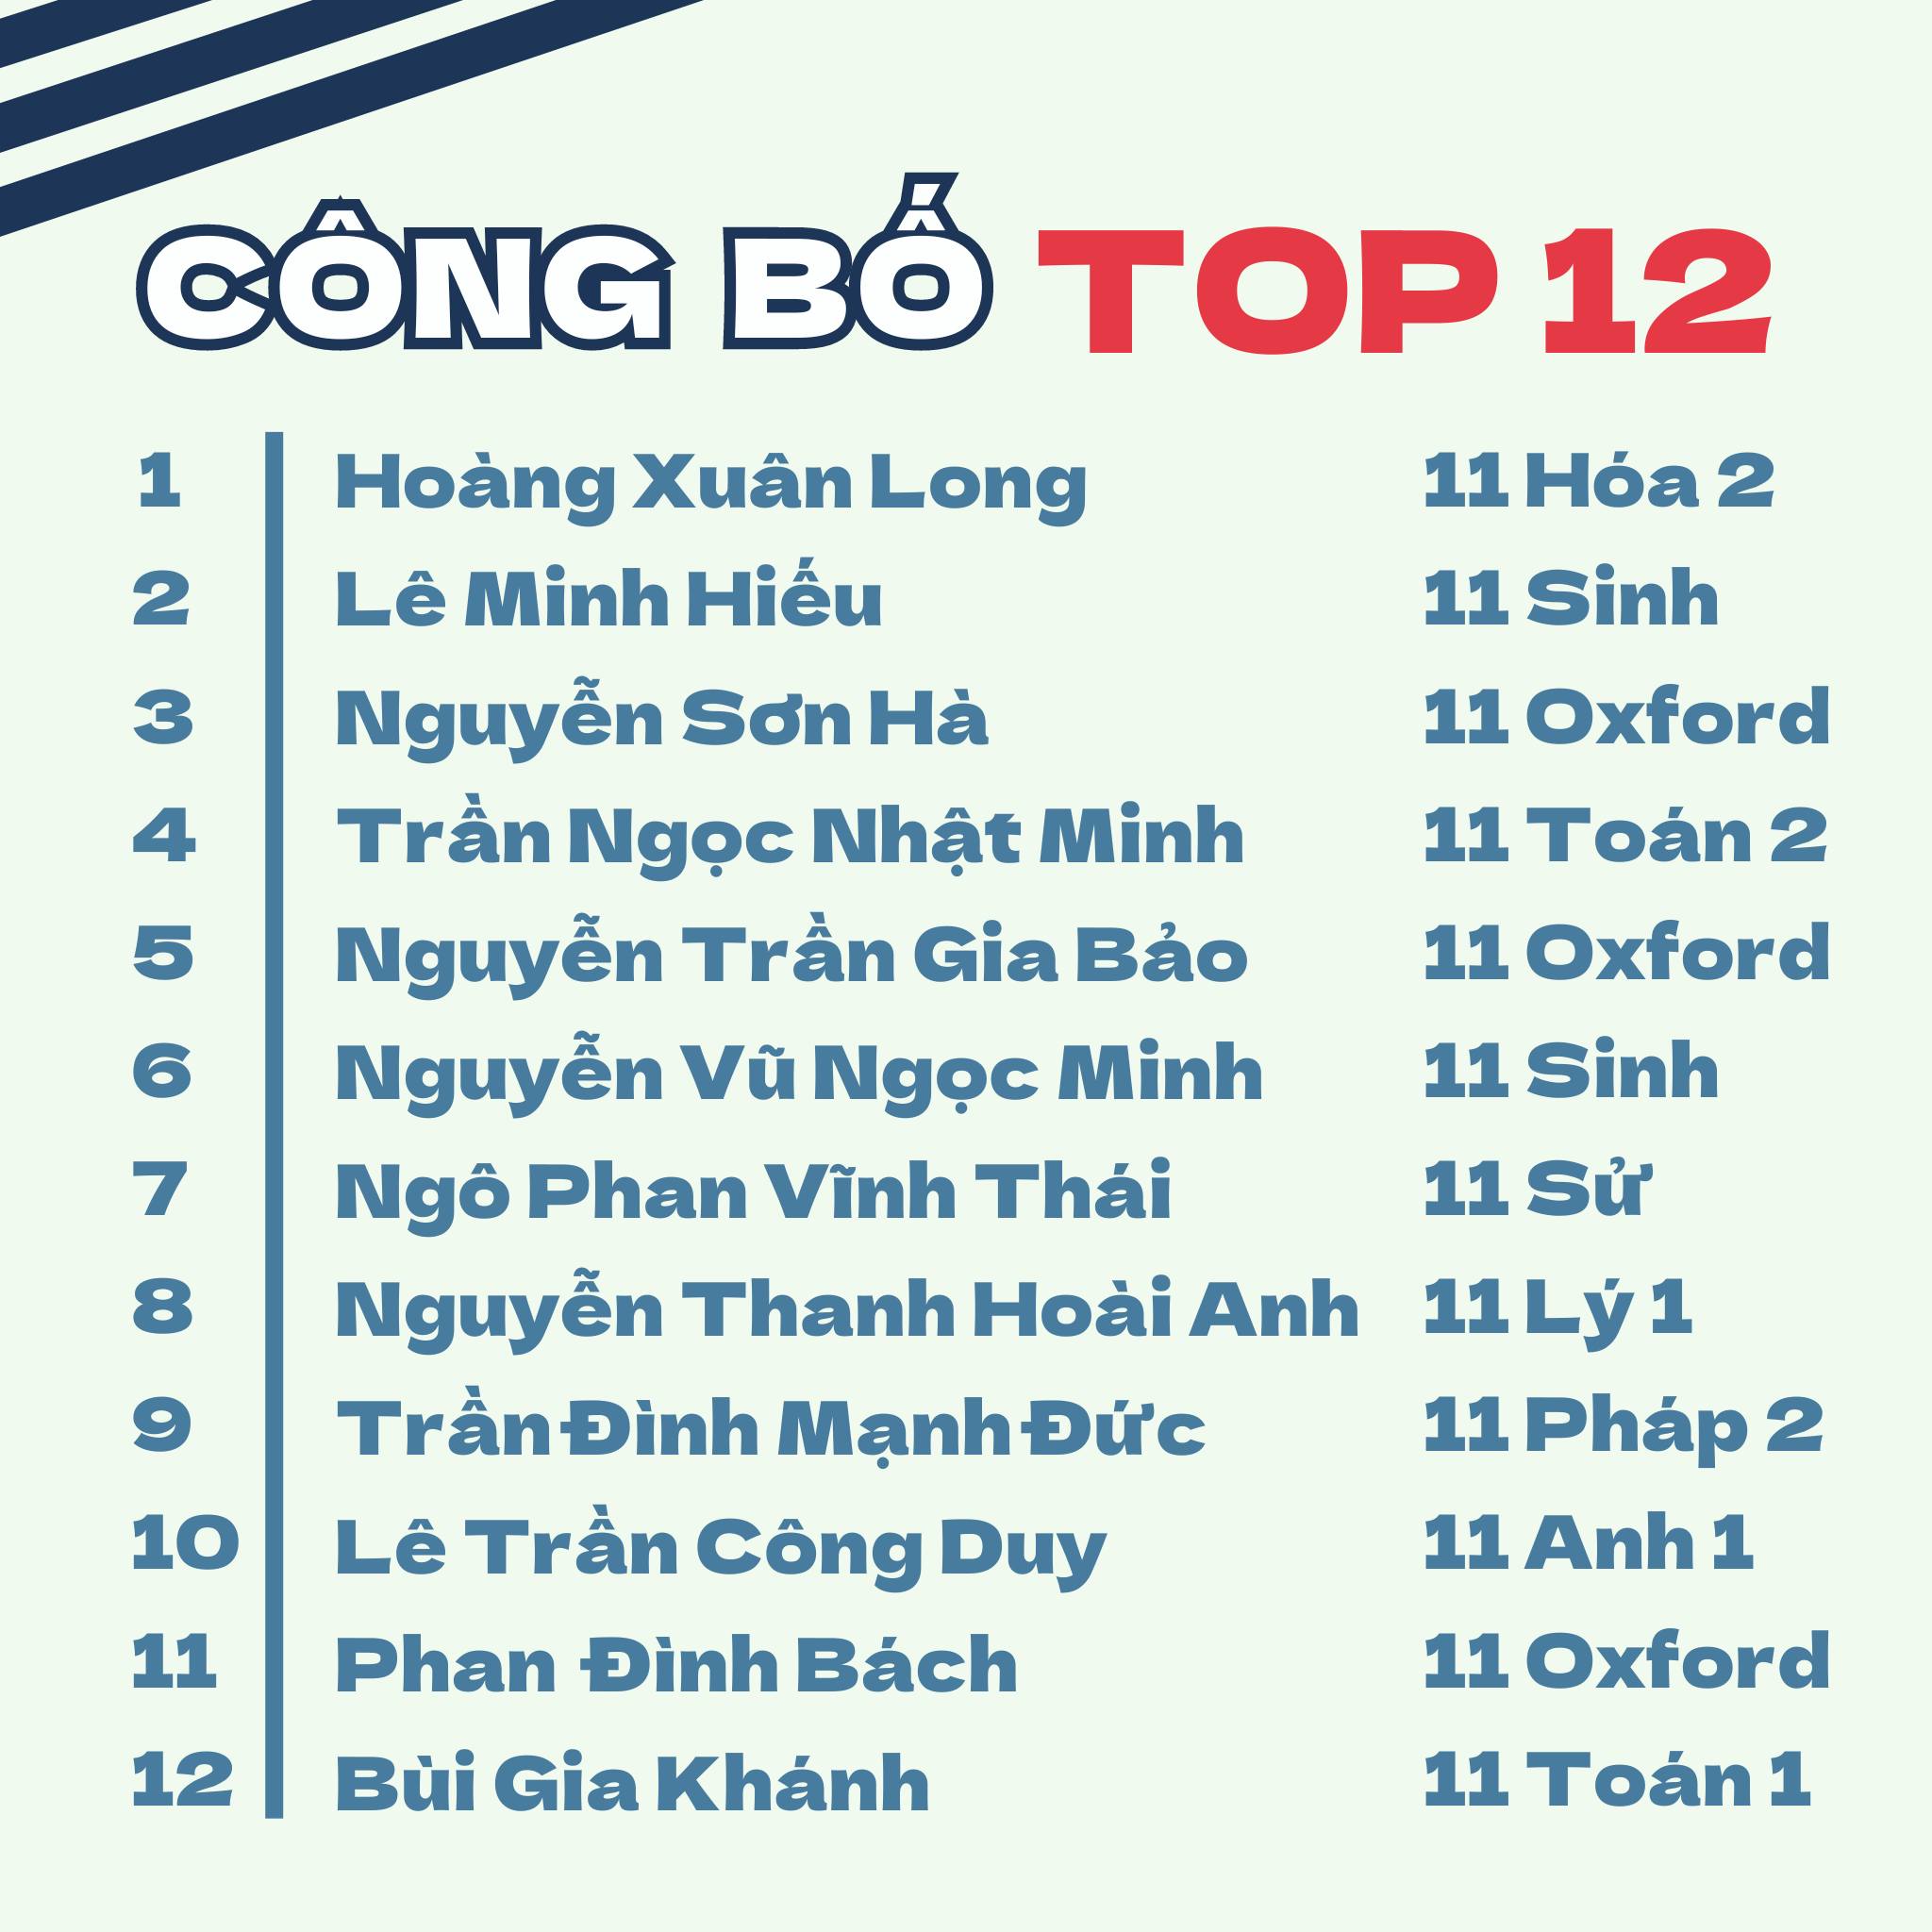 CÔNG BỐ TOP 12
1 Hoàng Xuân Long 11 Hóa 2
2 Lê Minh Hiếu 11 Sinh
3 Nguyễn Sơn Hà 11 Oxford
4 Trần Ngọc Nhật Minh 11 Toán 2
5 Nguyễn Tràn Gia Bảo 11 Oxford
6 Nguyễn Vũ Ngọc Minh 11 Sinh
7 Ngô Phan Vĩnh Thái 11 Sử
8 Nguyễn Thanh Hoài Anh 11 Lý 1
9 Trần Đình Mạnh Đức 11 Pháp 2
10 Lê Trần Công Duy 11 Anh 1
11 Phan Đình Bách 11 Oxford
12 Bùi Gia Khánh 11 Toán 1